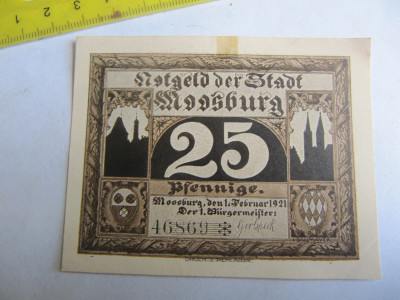 Notgeld der Stadt
Moosburg
25
Pfennige.
Moosburg, den 1. Februar 1921
Der 1. Bürgermeister:
46869